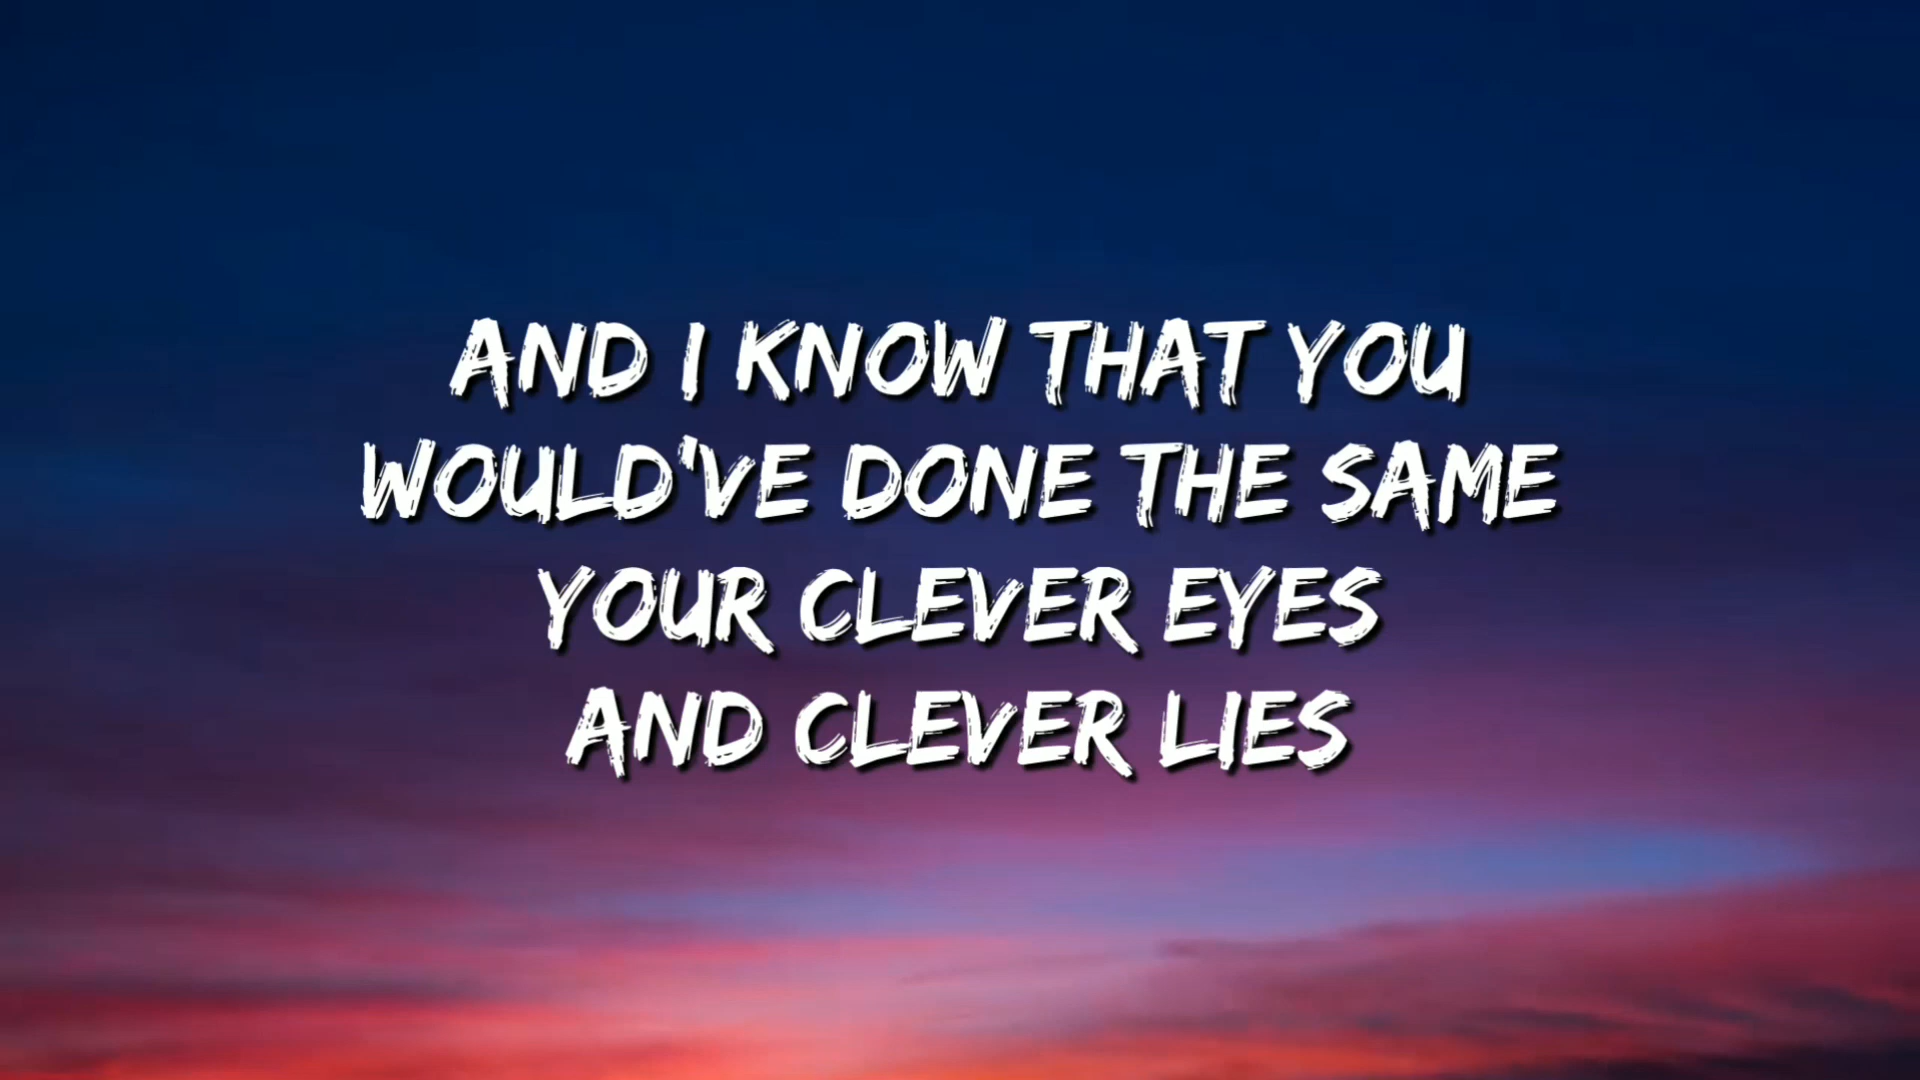 AND I KNOW THAT YOU
WOULD'VE DONE THE SAME
YOUR CLEVER EYES
AND CLEVER LIES